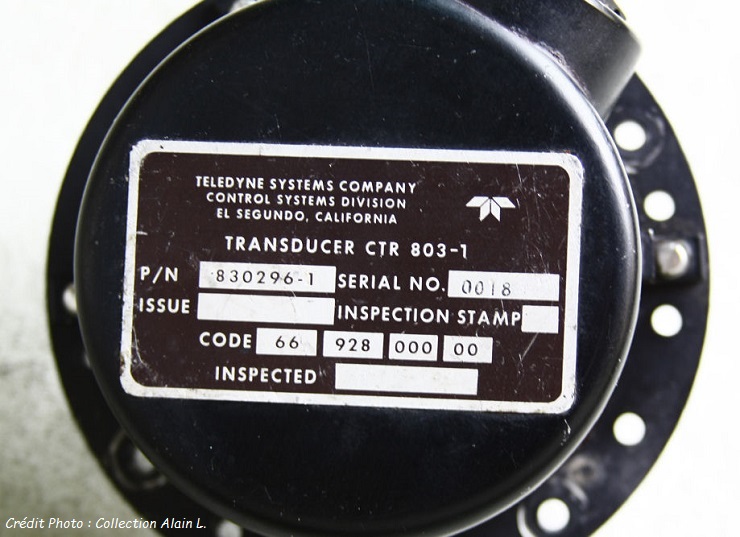 TELEDYNE SYSTEMS COMPANY
CONTROL SYSTEMS DIVISION
EL SEGUNDO, CALIFORNIA
TRANSDUCER CTR 803-1
P/N 830296-1 SERIAL NO. 0018
ISSUE INSPECTION STAMP
CODE 66 928 000 00
INSPECTED
Crédit Photo : Collection Alain L.